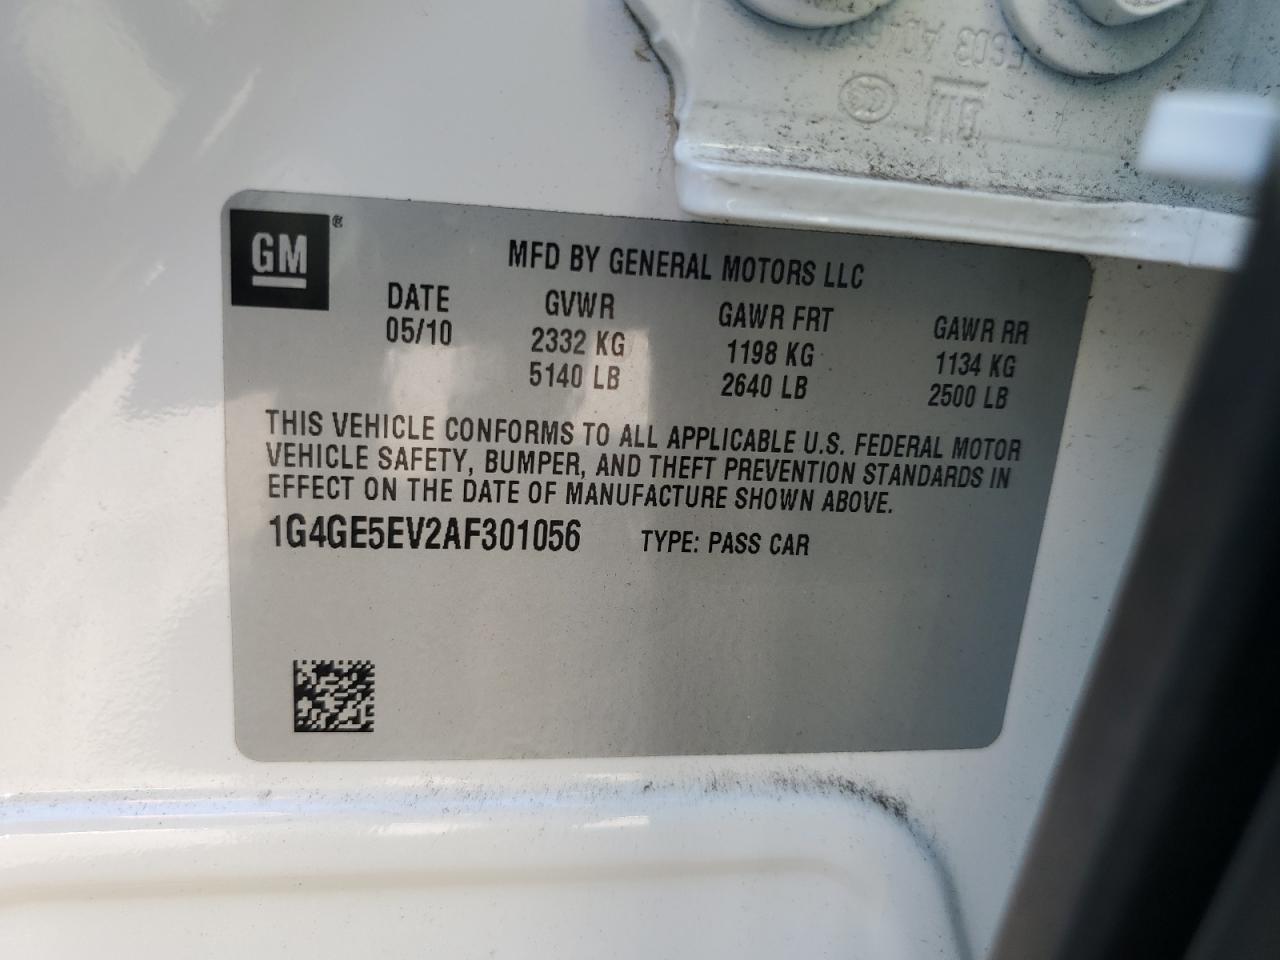 GM ®
MFD BY GENERAL MOTORS LLC
DATE GVWR GAWR FRT GAWR RR
05/10 2332 KG 1198 KG 1134 KG
5140 LB 2640 LB 2500 LB
THIS VEHICLE CONFORMS TO ALL APPLICABLE U.S. FEDERAL MOTOR
VEHICLE SAFETY, BUMPER, AND THEFT PREVENTION STANDARDS IN
EFFECT ON THE DATE OF MANUFACTURE SHOWN ABOVE.
1G4GE5EV2AF301056 TYPE: PASS CAR